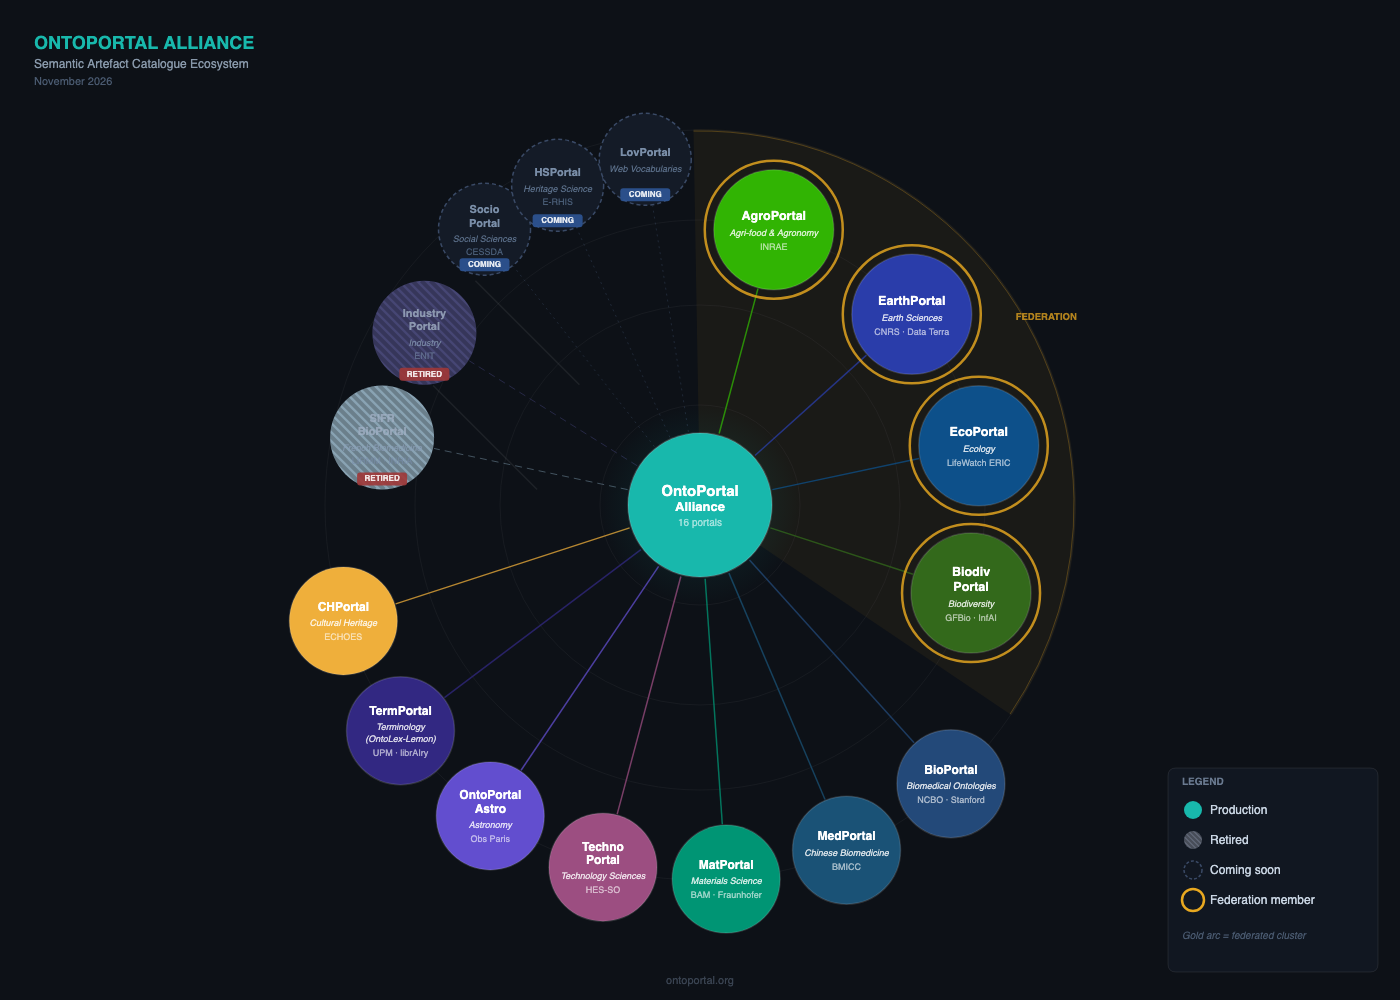 ONTOPORTAL ALLIANCE
Semantic Artefact Catalogue Ecosystem
November 2026
LovPortal
Web Vocabularies
COMING
HSPortal
Heritage Science
E-RHIS
COMING
Socio
Portal
Social Sciences
CESSDA
COMING
Industry
Portal
Industry
ENIT
RETIRED
SIFR
BioPortal
RETIRED
AgroPortal
Agri-food & Agronomy
INRAE
EarthPortal
Earth Sciences
CNRS · Data Terra
FEDERATION
EcoPortal
Ecology
LifeWatch ERIC
OntoPortal
Alliance
16 portals
Biodiv
Portal
Biodiversity
GFBio · InfAI
CHPortal
Cultural Heritage
ECHOES
TermPortal
Terminology
(OntoLex-Lemon)
UPM · librAIry
OntoPortal
Astro
Astronomy
Obs Paris
Techno
Portal
Technology Sciences
HES-SO
MatPortal
Materials Science
BAM · Fraunhofer
MedPortal
Chinese Biomedicine
BMICC
BioPortal
Biomedical Ontologies
NCBO · Stanford
LEGEND
Production
Retired
Coming soon
Federation member
Gold arc = federated cluster
ontoportal.org